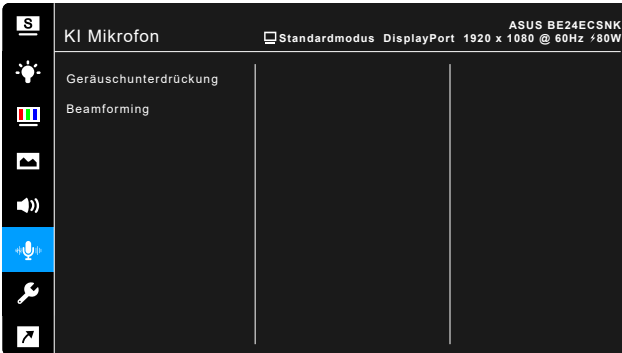 S
ASUS BE24ECSNK
KI Mikrofon
Standardmodus DisplayPort 1920 x 1080 @ 60Hz ⚡80W
Geräuschunterdrückung
Beamforming